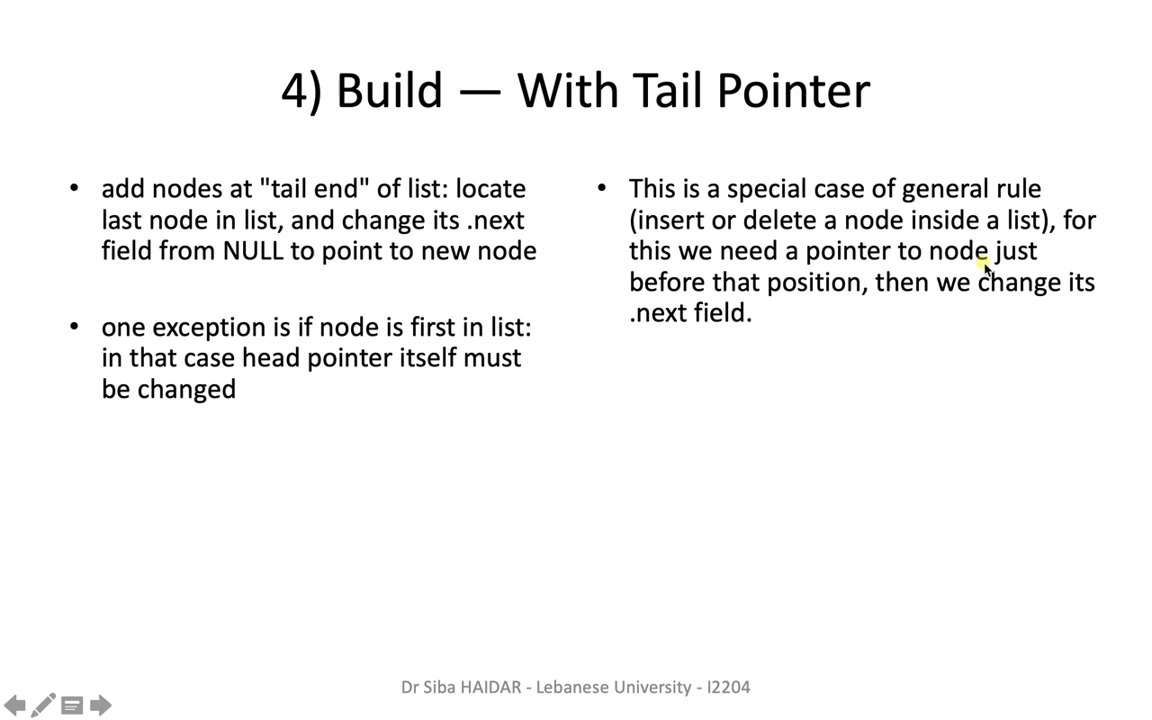 4) Build — With Tail Pointer
• add nodes at "tail end" of list: locate
last node in list, and change its .next
field from NULL to point to new node
• one exception is if node is first in list:
in that case head pointer itself must
be changed
• This is a special case of general rule
(insert or delete a node inside a list), for
this we need a pointer to node just
before that position, then we change its
.next field.
Dr Siba HAIDAR - Lebanese University - I2204